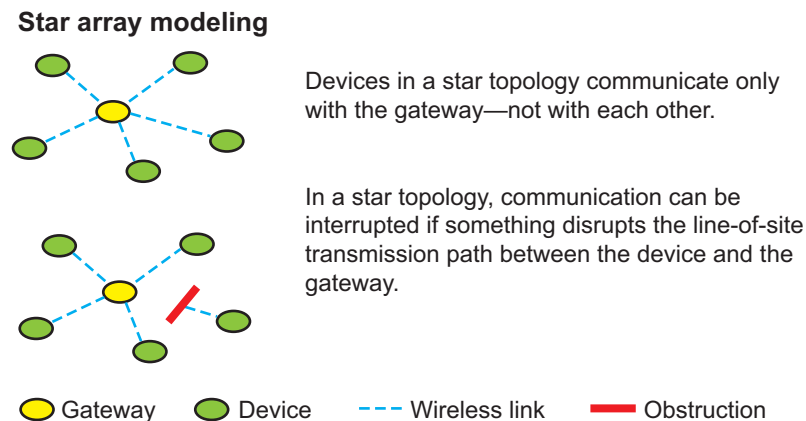 Star array modeling
Devices in a star topology communicate only
with the gateway—not with each other.
In a star topology, communication can be
interrupted if something disrupts the line-of-site
transmission path between the device and the
gateway.
Gateway Device Wireless link Obstruction